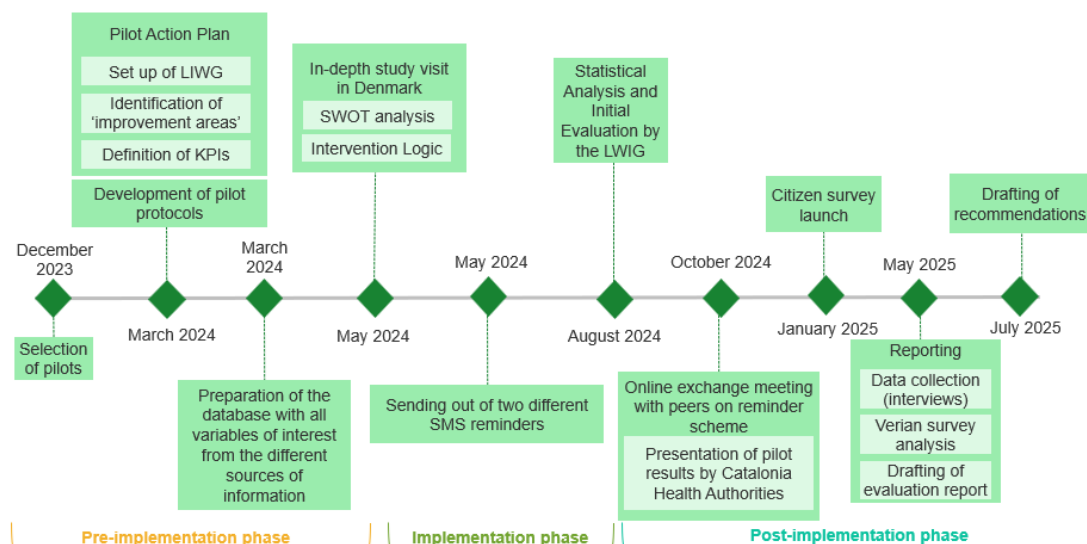 Pilot Action Plan
Set up of LIWG
Identification of
‘improvement areas’
Definition of KPIs
Development of pilot
protocols
In-depth study visit
in Denmark
SWOT analysis
Intervention Logic
Statistical
Analysis and
Initial
Evaluation by
the LWIG
Citizen survey
launch
Drafting of
recommendations
December
2023
March
2024
May 2024
October 2024
May 2025
March 2024
May 2024
August 2024
January 2025
July 2025
Selection
of pilots
Preparation of the
database with all
variables of interest
from the different
sources of
information
Sending out of two different
SMS reminders
Online exchange meeting
with peers on reminder
scheme
Presentation of pilot
results by Catalonia
Health Authorities
Reporting
Data collection
(interviews)
Verian survey
analysis
Drafting of
evaluation report
Pre-implementation phase
Implementation phase
Post-implementation phase